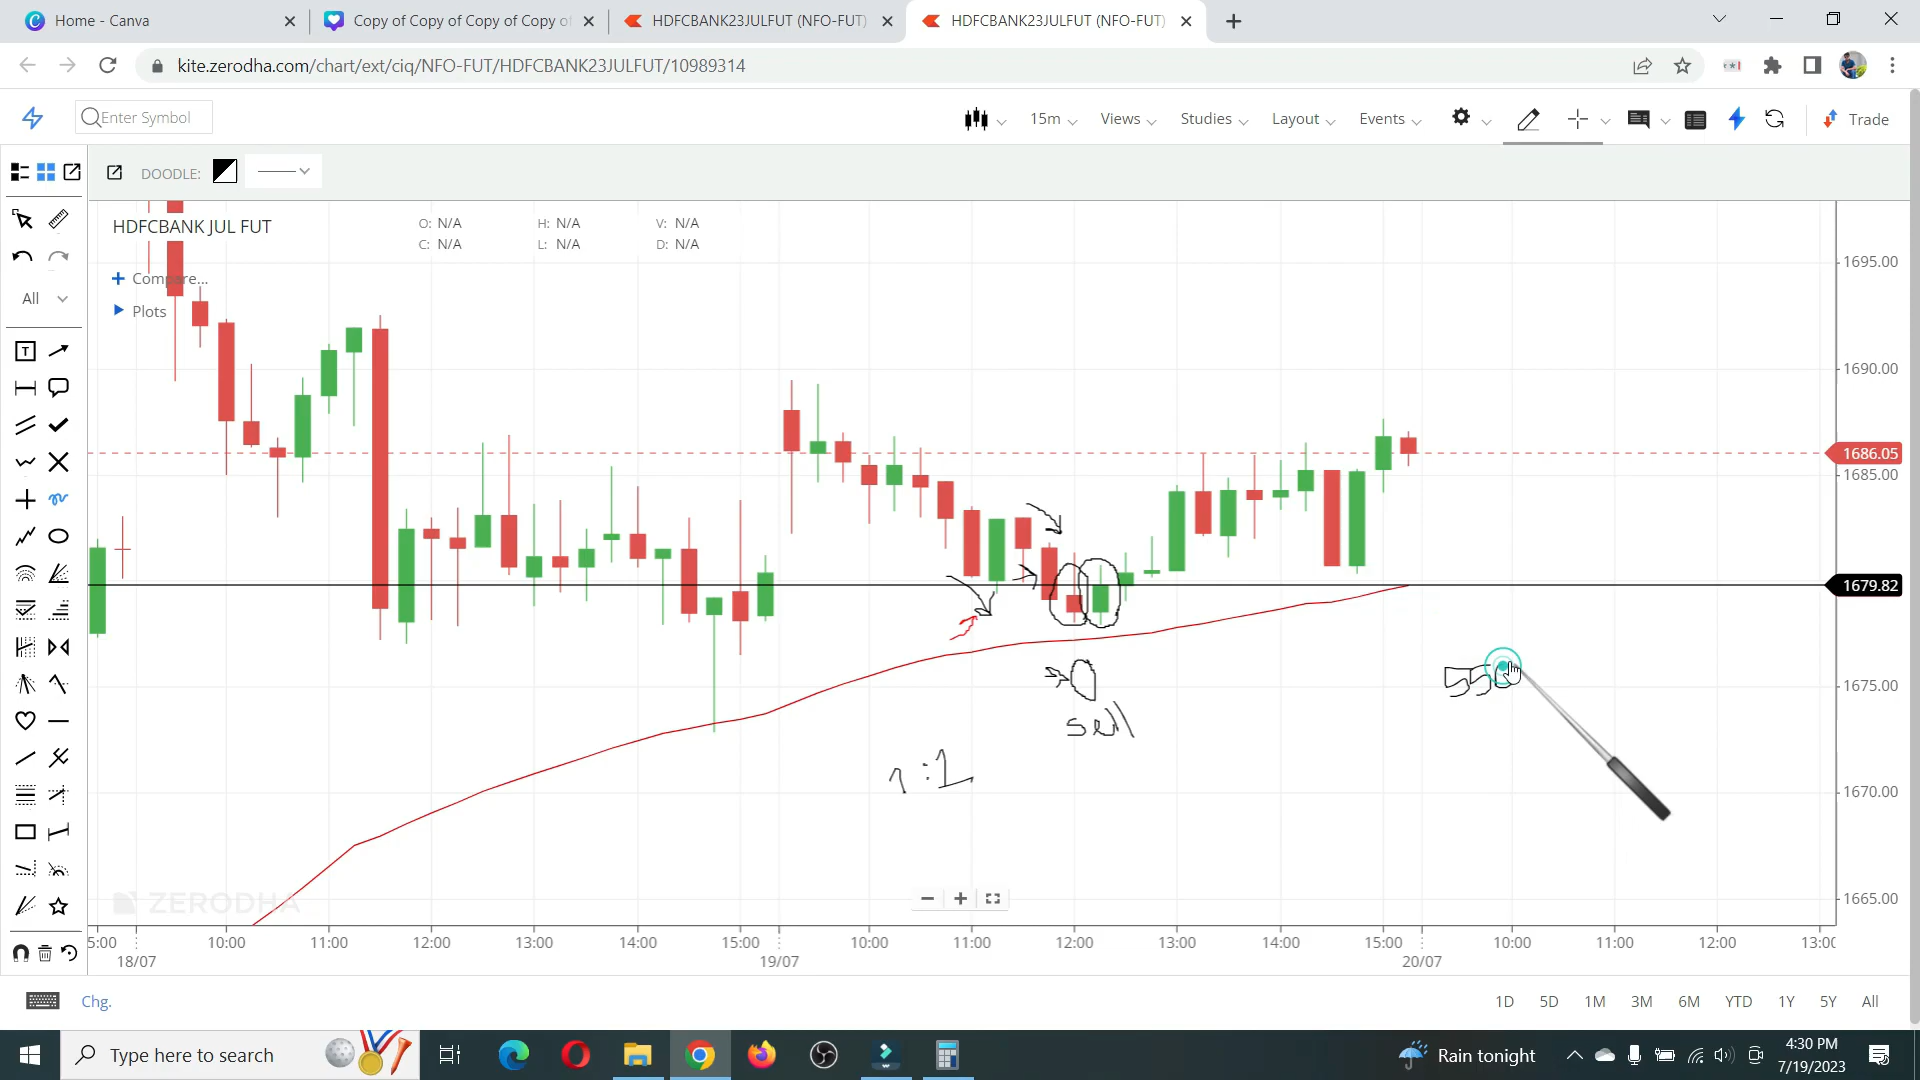 Home - Canva
Copy of Copy of Copy of Copy of
HDFCBANK23JULFUT (NFO-FUT)
HDFCBANK23JULFUT (NFO-FUT)
kite.zerodha.com/chart/ext/ciq/NFO-FUT/HDFCBANK23JULFUT/10989314
Enter Symbol
15m
Views
Studies
Layout
Events
Trade
DOODLE:
HDFCBANK JUL FUT
O: N/A
H: N/A
V: N/A
C: N/A
L: N/A
D: N/A
+ Compare...
Plots
All
T
1695.00
1690.00
1686.05
1685.00
1679.82
1675.00
1670.00
1665.00
sell
1:1
550
ZERODHA
5:00
10:00
11:00
12:00
13:00
14:00
15:00
10:00
11:00
12:00
13:00
14:00
15:00
10:00
11:00
12:00
18/07
19/07
20/07
Chg.
1D
5D
1M
3M
6M
YTD
1Y
5Y
All
Type here to search
Rain tonight
4:30 PM
7/19/2023